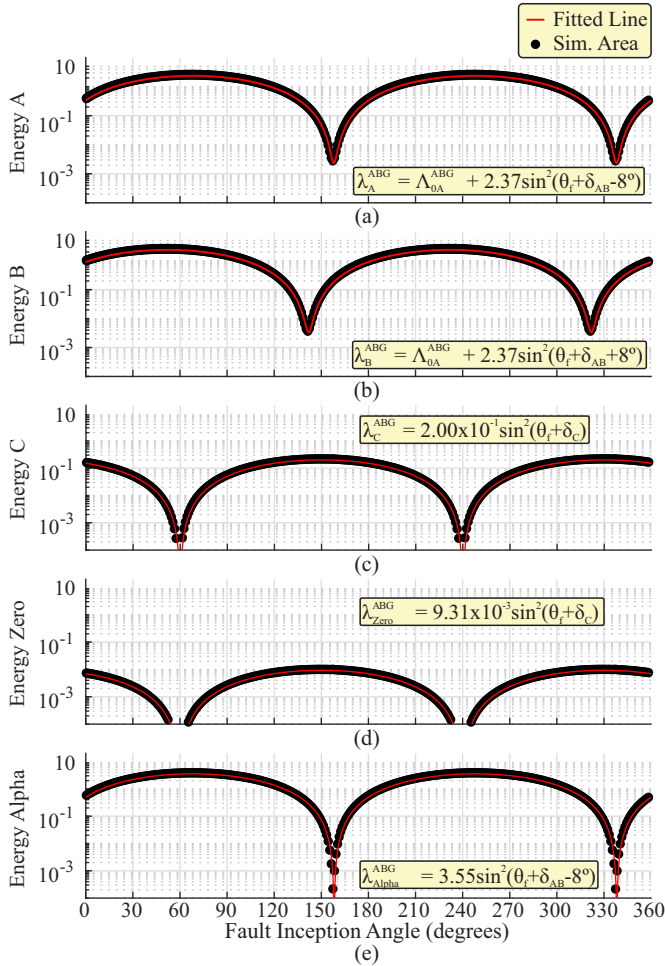 Fitted Line
Sim. Area
10
10⁻¹
10⁻³
Energy A
λ_A^ABG = Λ_0A^ABG + 2.37sin²(θ_f+δ_AB-8º)
(a)
10
10⁻¹
10⁻³
Energy B
λ_B^ABG = Λ_0A^ABG + 2.37sin²(θ_f+δ_AB+8º)
(b)
10
10⁻¹
10⁻³
Energy C
λ_C^ABG = 2.00x10⁻¹sin²(θ_f+δ_C)
(c)
10
10⁻¹
10⁻³
Energy Zero
λ_Zero^ABG = 9.31x10⁻³sin²(θ_f+δ_C)
(d)
10
10⁻¹
10⁻³
Energy Alpha
λ_Alpha^ABG = 3.55sin²(θ_f+δ_AB-8º)
0 60 120 150 180 210 240 270 300 330 360
Fault Inception Angle (degrees)
(e)